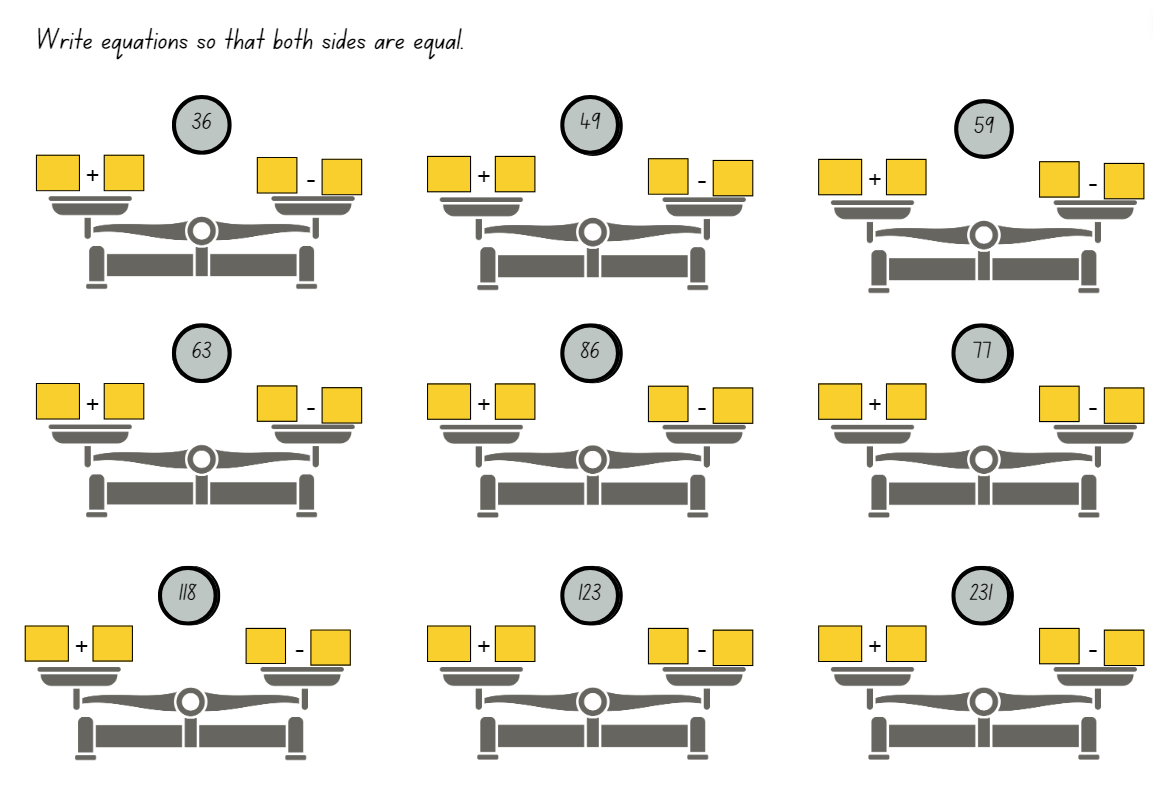 Write equations so that both sides are equal.
36 49 59
+ - + - + -
63 86 77
+ - + - + -
118 123 231
+ - + - + -